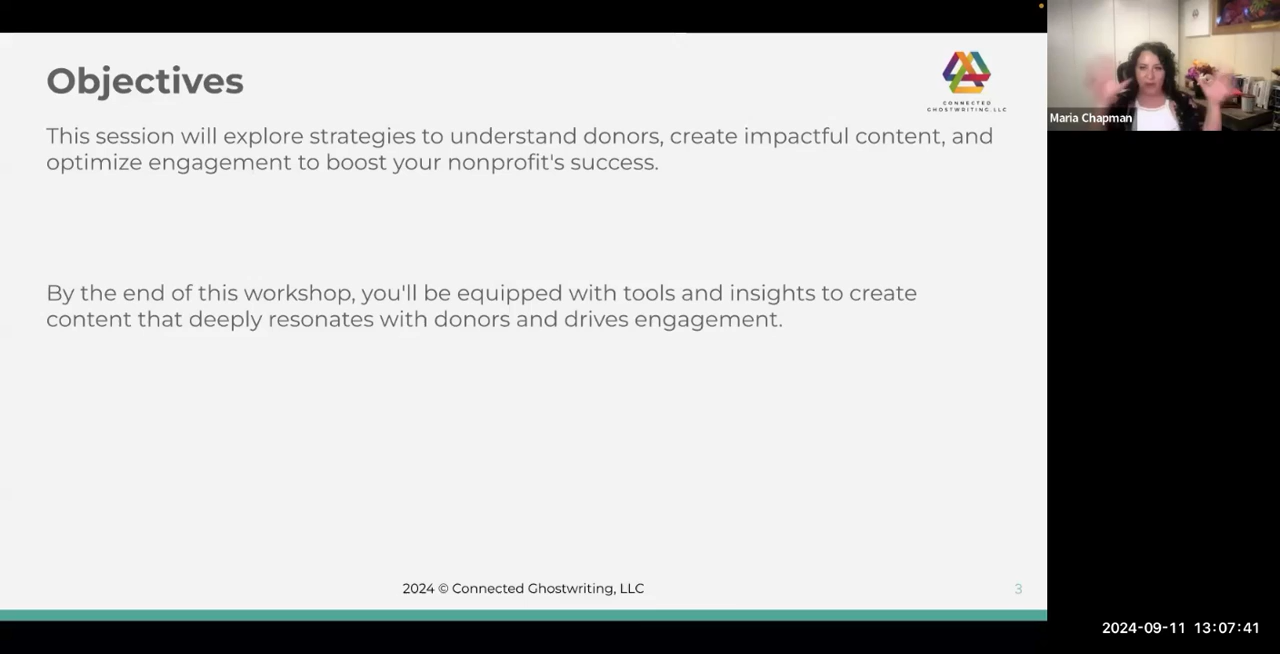 Objectives
CONNECTED
GHOSTWRITING, LLC
This session will explore strategies to understand donors, create impactful content, and
optimize engagement to boost your nonprofit's success.
By the end of this workshop, you'll be equipped with tools and insights to create
content that deeply resonates with donors and drives engagement.
2024 © Connected Ghostwriting, LLC
3
Maria Chapman
2024-09-11 13:07:41